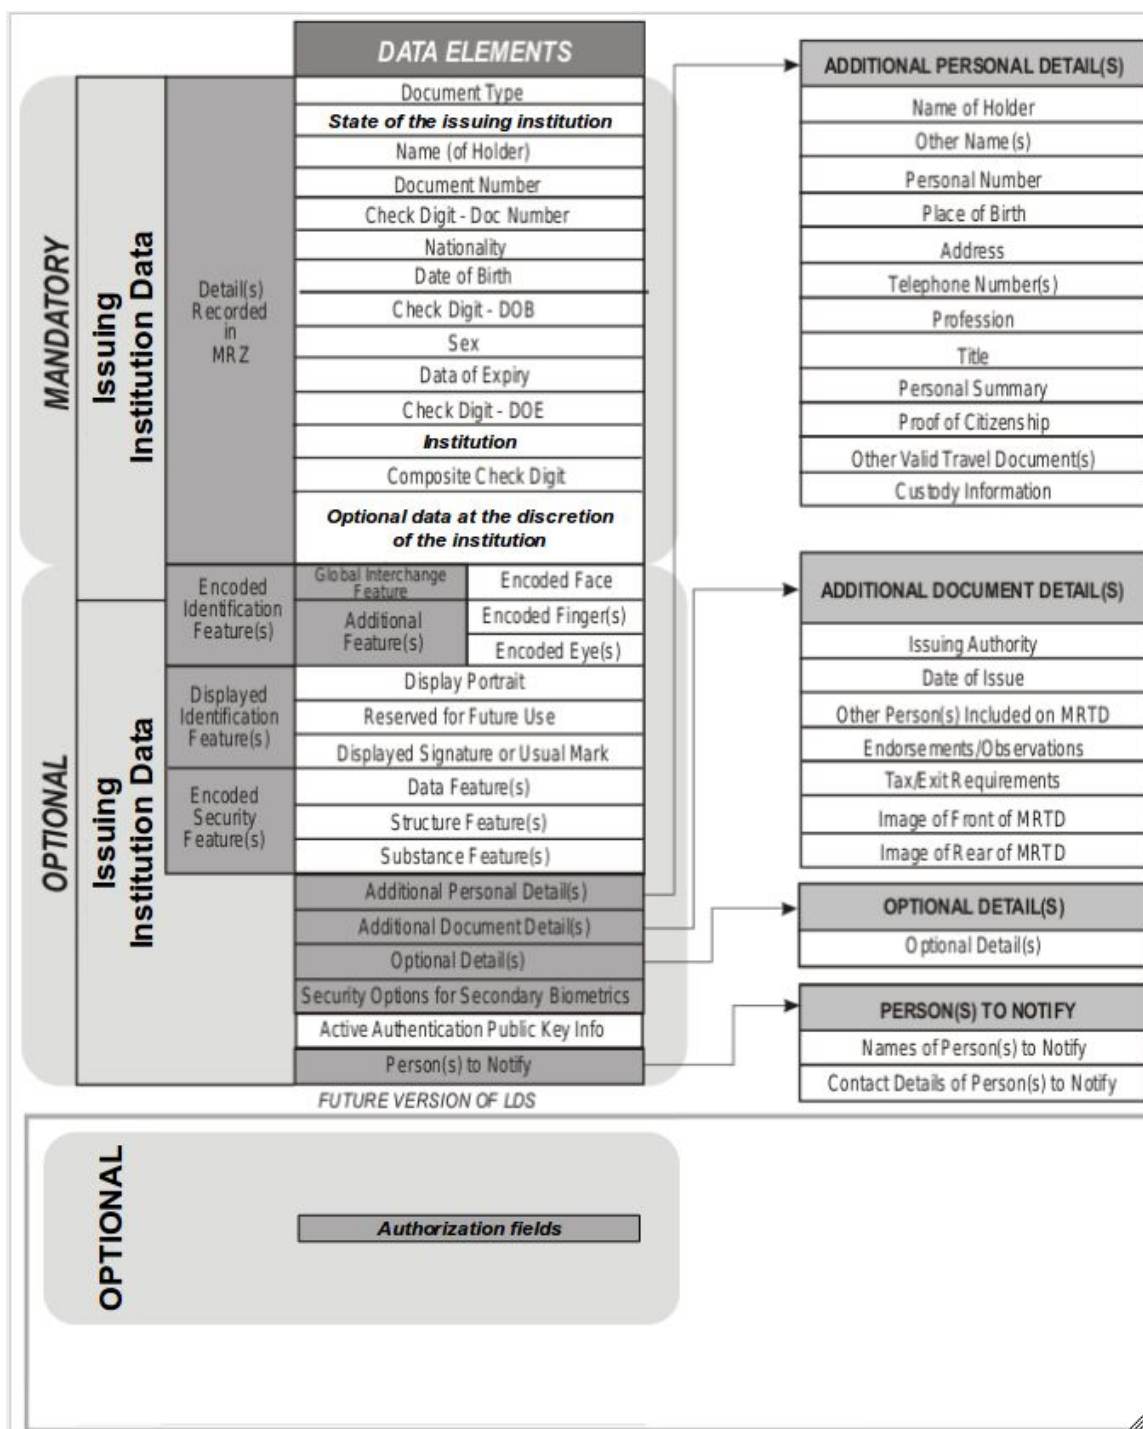 DATA ELEMENTS
MANDATORY
Issuing
Institution Data
Detail(s)
Recorded
in
MRZ
Document Type
State of the issuing institution
Name (of Holder)
Document Number
Check Digit - Doc Number
Nationality
Date of Birth
Check Digit - DOB
Sex
Data of Expiry
Check Digit - DOE
Institution
Composite Check Digit
Optional data at the discretion
of the institution
OPTIONAL
Issuing
Institution Data
Encoded
Identification
Feature(s)
Global Interchange
Feature
Encoded Face
Additional
Feature(s)
Encoded Finger(s)
Encoded Eye(s)
Displayed
Identification
Feature(s)
Display Portrait
Reserved for Future Use
Displayed Signature or Usual Mark
Encoded
Security
Feature(s)
Data Feature(s)
Structure Feature(s)
Substance Feature(s)
Additional Personal Detail(s)
Additional Document Detail(s)
Optional Detail(s)
Security Options for Secondary Biometrics
Active Authentication Public Key Info
Person(s) to Notify
ADDITIONAL PERSONAL DETAIL(S)
Name of Holder
Other Name(s)
Personal Number
Place of Birth
Address
Telephone Number(s)
Profession
Title
Personal Summary
Proof of Citizenship
Other Valid Travel Document(s)
Custody Information
ADDITIONAL DOCUMENT DETAIL(S)
Issuing Authority
Date of Issue
Other Person(s) Included on MRTD
Endorsements/Observations
Tax/Exit Requirements
Image of Front of MRTD
Image of Rear of MRTD
OPTIONAL DETAIL(S)
Optional Detail(s)
PERSON(S) TO NOTIFY
Names of Person(s) to Notify
Contact Details of Person(s) to Notify
FUTURE VERSION OF LDS
OPTIONAL
Authorization fields